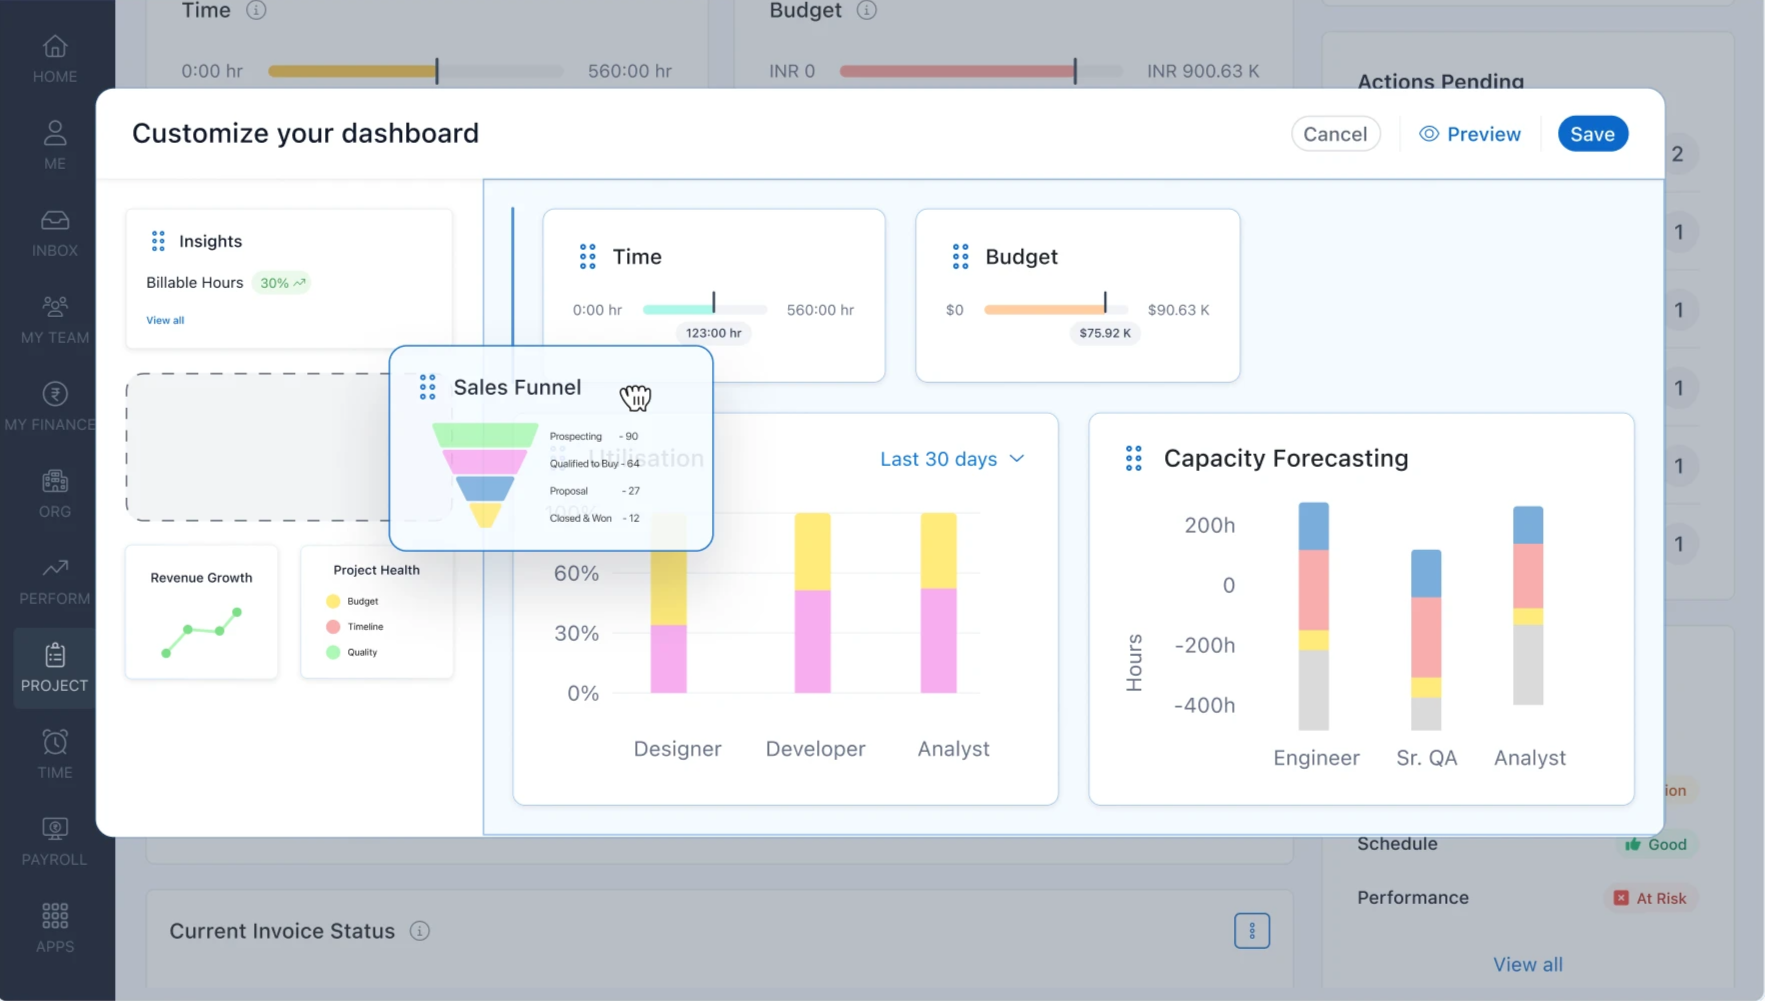 Time
Budget
0:00 hr
560:00 hr
INR 0
INR 900.63 K
Actions Pending
HOME
ME
INBOX
MY TEAM
MY FINANCE
ORG
PERFORM
PROJECT
TIME
PAYROLL
APPS
Customize your dashboard
Cancel
Preview
Save
2
1
1
1
1
1
Insights
Billable Hours 30%
View all
Time
0:00 hr
560:00 hr
123:00 hr
Budget
$0
$90.63 K
$75.92 K
Sales Funnel
Prospecting - 90
Qualified to Buy - 64
Proposal - 27
Closed & Won - 12
Revenue Growth
Project Health
Budget
Timeline
Quality
Utilisation
Last 30 days
100%
60%
30%
0%
Designer
Developer
Analyst
Capacity Forecasting
Hours
200h
0
-200h
-400h
Engineer
Sr. QA
Analyst
Schedule
Good
Performance
At Risk
View all
Current Invoice Status